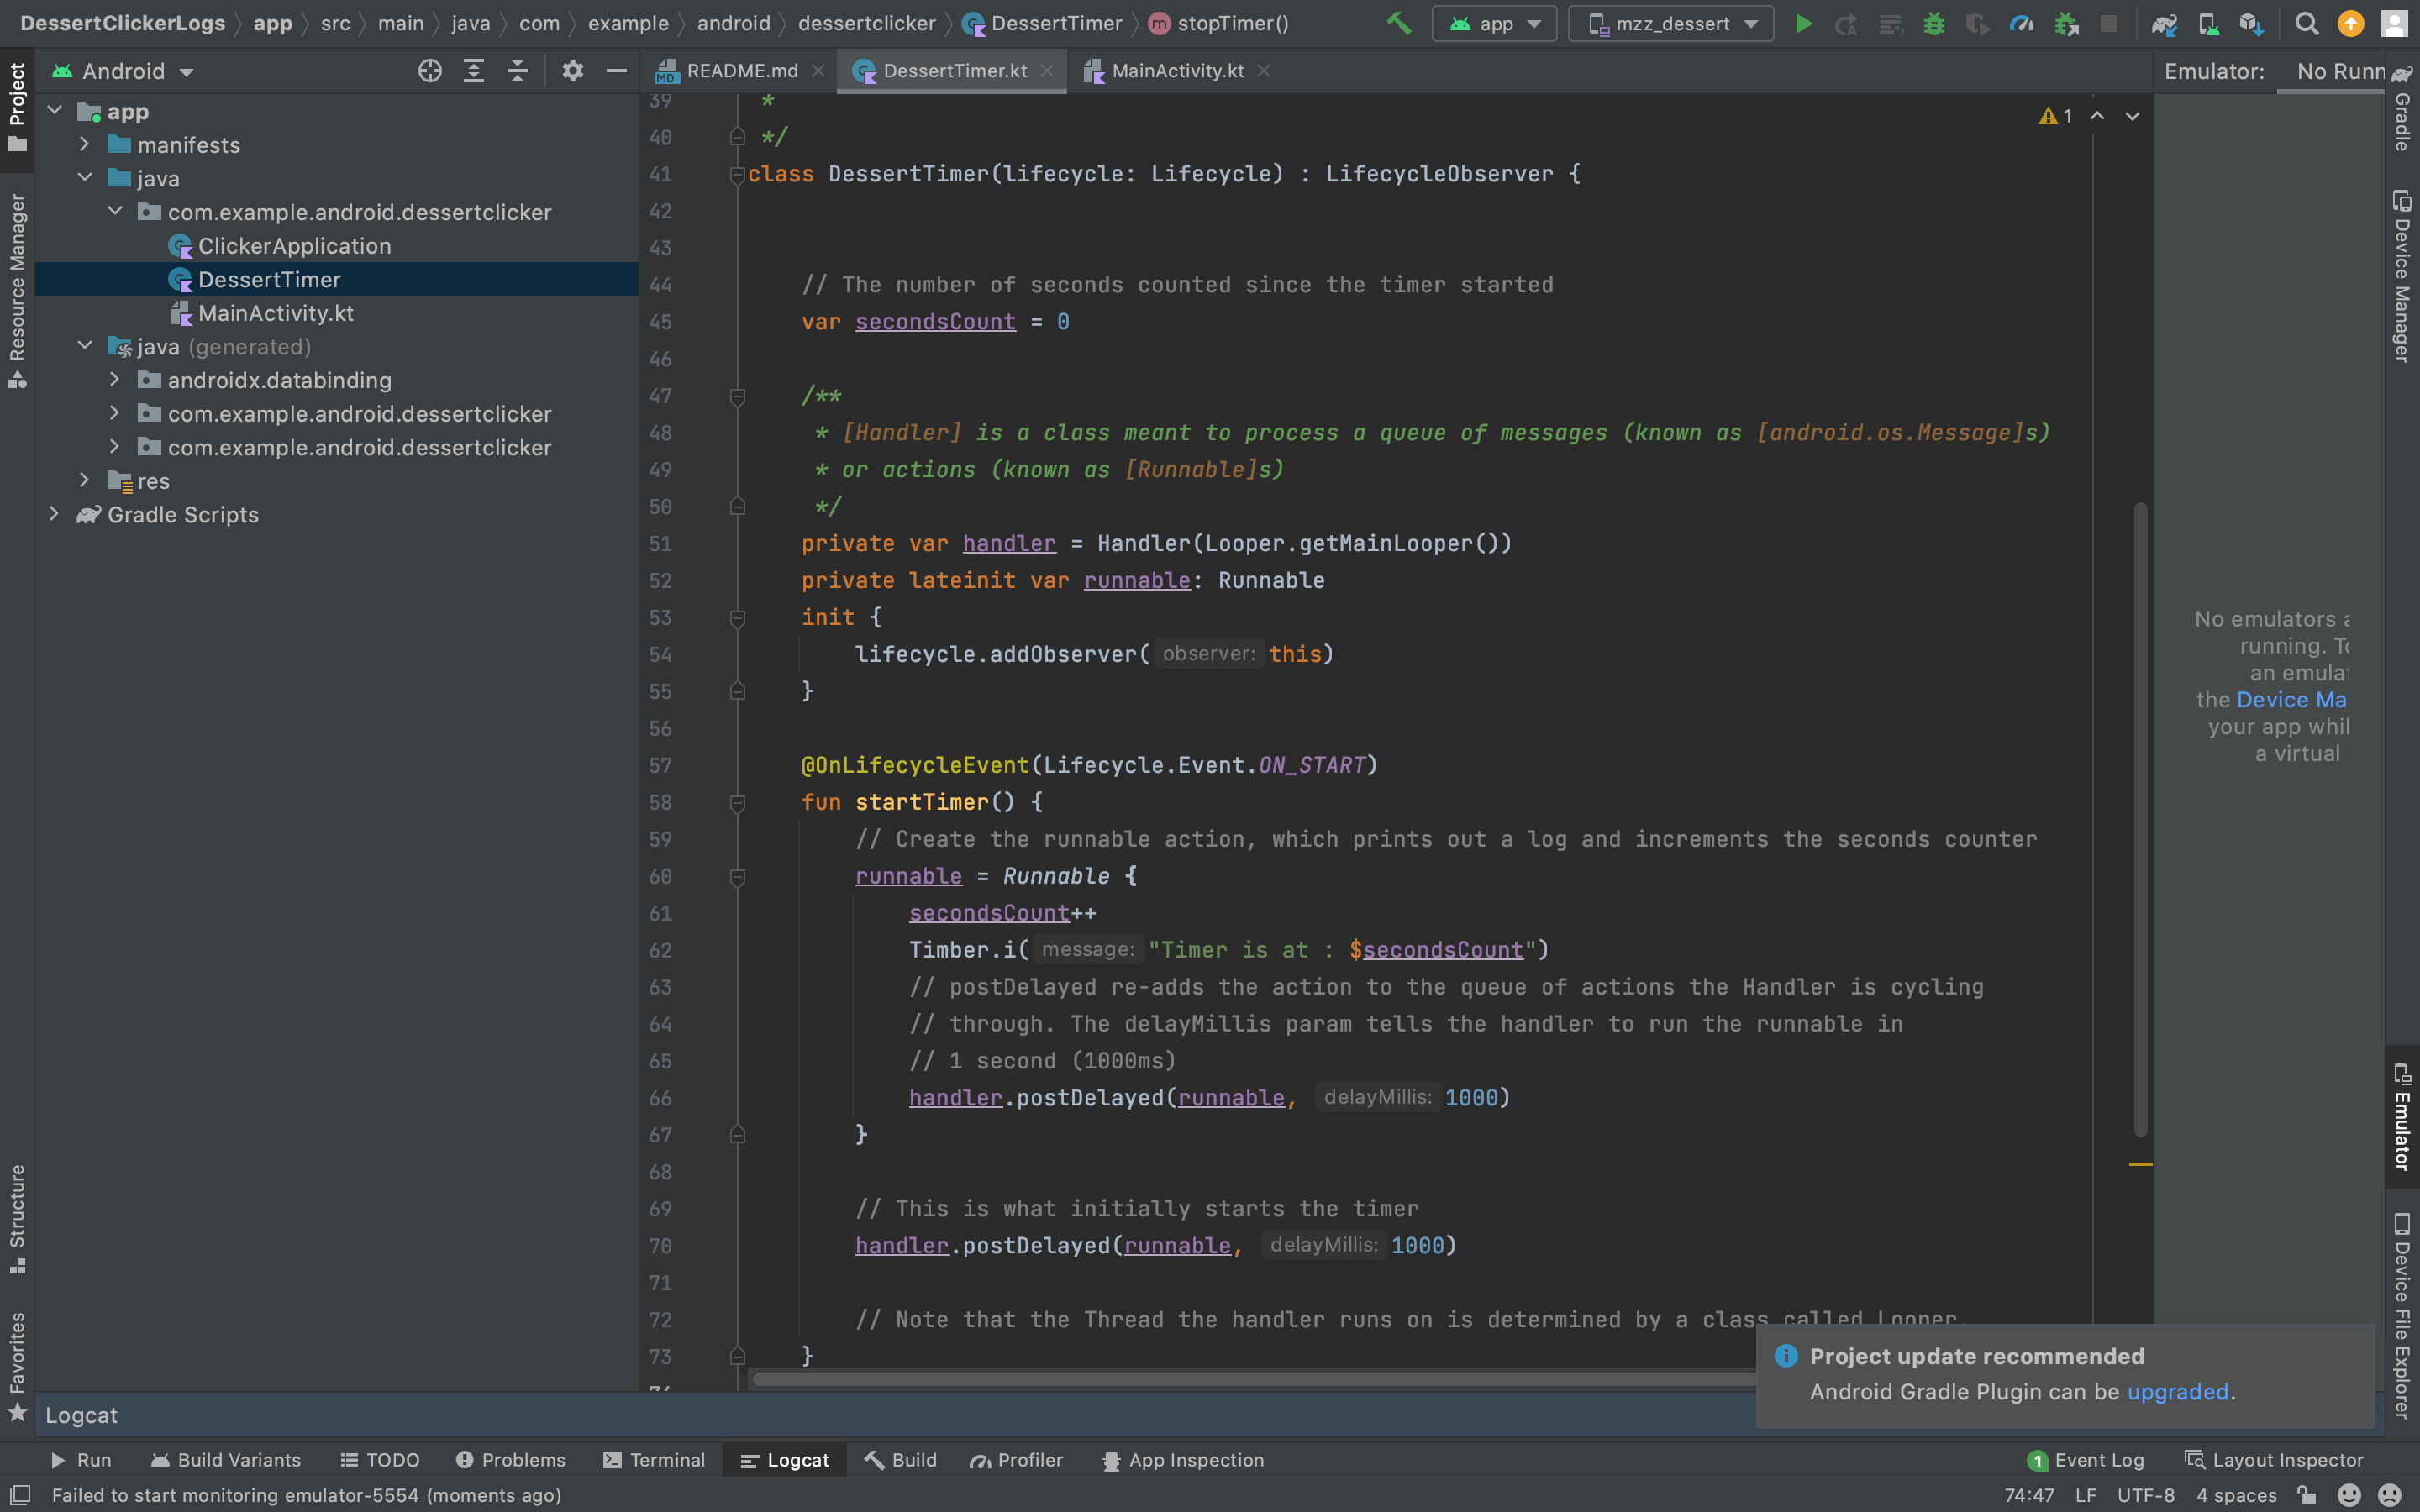 DessertClickerLogs app src main java com example android dessertclicker DessertTimer stopTimer() app mzz_dessert
Android
README.md DessertTimer.kt MainActivity.kt
Emulator: No Runn
Project
Resource Manager
Structure
Favorites
app
manifests
java
com.example.android.dessertclicker
ClickerApplication
DessertTimer
MainActivity.kt
java (generated)
androidx.databinding
com.example.android.dessertclicker
com.example.android.dessertclicker
res
Gradle Scripts
1
39 *
40 */
41 class DessertTimer(lifecycle: Lifecycle) : LifecycleObserver {
42
43
44 // The number of seconds counted since the timer started
45 var secondsCount = 0
46
47 /**
48 * [Handler] is a class meant to process a queue of messages (known as [android.os.Message]s)
49 * or actions (known as [Runnable]s)
50 */
51 private var handler = Handler(Looper.getMainLooper())
52 private lateinit var runnable: Runnable
53 init {
54 lifecycle.addObserver( observer: this)
55 }
56
57 @OnLifecycleEvent(Lifecycle.Event.ON_START)
58 fun startTimer() {
59 // Create the runnable action, which prints out a log and increments the seconds counter
60 runnable = Runnable {
61 secondsCount++
62 Timber.i( message: "Timer is at : $secondsCount")
63 // postDelayed re-adds the action to the queue of actions the Handler is cycling
64 // through. The delayMillis param tells the handler to run the runnable in
65 // 1 second (1000ms)
66 handler.postDelayed(runnable, delayMillis: 1000)
67 }
68
69 // This is what initially starts the timer
70 handler.postDelayed(runnable, delayMillis: 1000)
71
72 // Note that the Thread the handler runs on is determined by a class called Looper.
73 }
No emulators a
running. To
an emulat
the Device Ma
your app whil
a virtual
Gradle
Device Manager
Emulator
Device File Explorer
Project update recommended
Android Gradle Plugin can be upgraded.
Logcat
Run Build Variants TODO Problems Terminal Logcat Build Profiler App Inspection 1 Event Log Layout Inspector
Failed to start monitoring emulator-5554 (moments ago) 74:47 LF UTF-8 4 spaces